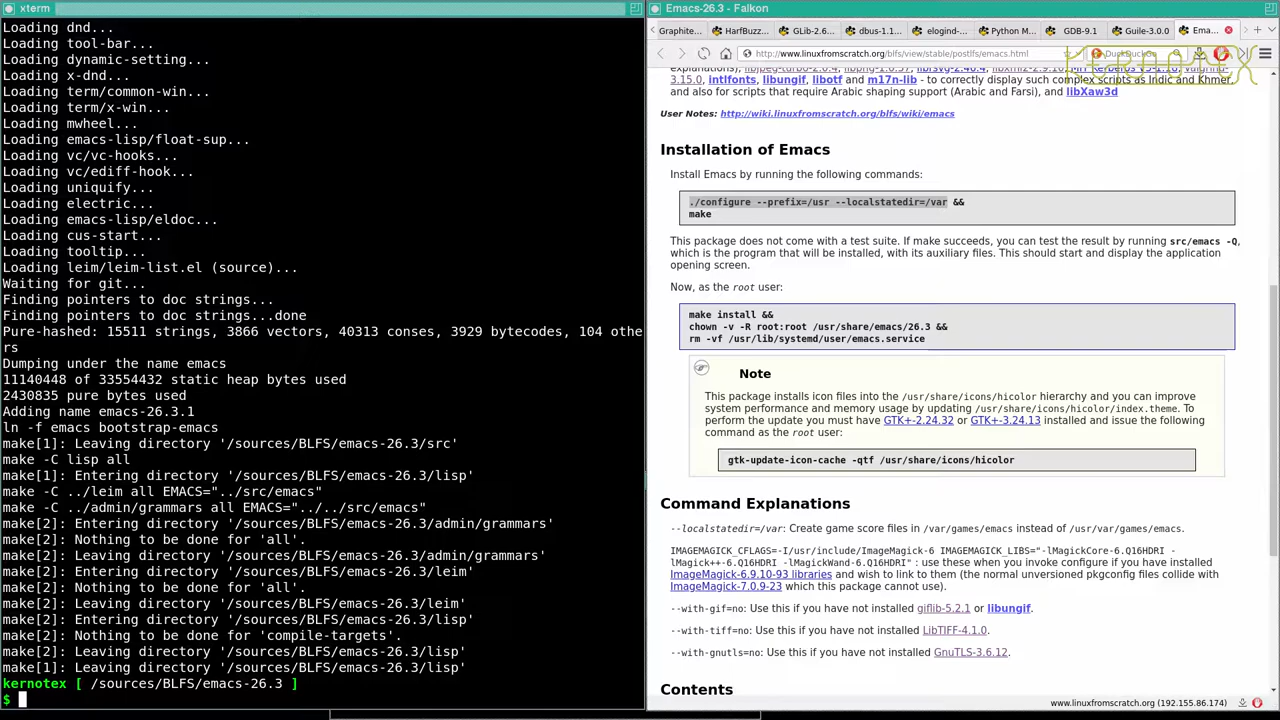 xterm
Loading dnd...
Loading tool-bar...
Loading dynamic-setting...
Loading x-dnd...
Loading term/common-win...
Loading term/x-win...
Loading mwheel...
Loading emacs-lisp/float-sup...
Loading vc/vc-hooks...
Loading vc/ediff-hook...
Loading uniquify...
Loading electric...
Loading emacs-lisp/eldoc...
Loading cus-start...
Loading tooltip...
Loading leim/leim-list.el (source)...
Waiting for git...
Finding pointers to doc strings...
Finding pointers to doc strings...done
Pure-hashed: 15511 strings, 3866 vectors, 40313 conses, 3929 bytecodes, 104 othe
rs
Dumping under the name emacs
11140448 of 33554432 static heap bytes used
2430835 pure bytes used
Adding name emacs-26.3.1
ln -f emacs bootstrap-emacs
make[1]: Leaving directory '/sources/BLFS/emacs-26.3/src'
make -C lisp all
make[1]: Entering directory '/sources/BLFS/emacs-26.3/lisp'
make -C ../leim all EMACS="../src/emacs"
make -C ../admin/grammars all EMACS="../../src/emacs"
make[2]: Entering directory '/sources/BLFS/emacs-26.3/admin/grammars'
make[2]: Nothing to be done for 'all'.
make[2]: Leaving directory '/sources/BLFS/emacs-26.3/admin/grammars'
make[2]: Entering directory '/sources/BLFS/emacs-26.3/leim'
make[2]: Nothing to be done for 'all'.
make[2]: Leaving directory '/sources/BLFS/emacs-26.3/leim'
make[2]: Entering directory '/sources/BLFS/emacs-26.3/lisp'
make[2]: Nothing to be done for 'compile-targets'.
make[2]: Leaving directory '/sources/BLFS/emacs-26.3/lisp'
make[1]: Leaving directory '/sources/BLFS/emacs-26.3/lisp'
kernotex [ /sources/BLFS/emacs-26.3 ]
$
Emacs-26.3 - Falkon
Graphite... HarfBuzz... GLib-2.6... dbus-1.1... elogind-... Python M... GDB-9.1 Guile-3.0.0 Ema...
http://www.linuxfromscratch.org/blfs/view/stable/postlfs/emacs.html DuckDuckGo
KERNOTEX
3.15.0, intlfonts, libungif, libotf and m17n-lib - to correctly display such complex scripts as Indic and Khmer,
and also for scripts that require Arabic shaping support (Arabic and Farsi), and libXaw3d
User Notes: http://wiki.linuxfromscratch.org/blfs/wiki/emacs
Installation of Emacs
Install Emacs by running the following commands:
./configure --prefix=/usr --localstatedir=/var &&
make
This package does not come with a test suite. If make succeeds, you can test the result by running src/emacs -Q,
which is the program that will be installed, with its auxiliary files. This should start and display the application
opening screen.
Now, as the root user:
make install &&
chown -v -R root:root /usr/share/emacs/26.3 &&
rm -vf /usr/lib/systemd/user/emacs.service
Note
This package installs icon files into the /usr/share/icons/hicolor hierarchy and you can improve
system performance and memory usage by updating /usr/share/icons/hicolor/index.theme. To
perform the update you must have GTK+-2.24.32 or GTK+-3.24.13 installed and issue the following
command as the root user:
gtk-update-icon-cache -qtf /usr/share/icons/hicolor
Command Explanations
--localstatedir=/var: Create game score files in /var/games/emacs instead of /usr/var/games/emacs.
IMAGEMAGICK_CFLAGS=-I/usr/include/ImageMagick-6 IMAGEMAGICK_LIBS="-lMagickCore-6.Q16HDRI -
lMagick++-6.Q16HDRI -lMagickWand-6.Q16HDRI" : use these when you invoke configure if you have installed
ImageMagick-6.9.10-93 libraries and wish to link to them (the normal unversioned pkgconfig files collide with
ImageMagick-7.0.9-23 which this package cannot use).
--with-gif=no: Use this if you have not installed giflib-5.2.1 or libungif.
--with-tiff=no: Use this if you have not installed LibTIFF-4.1.0.
--with-gnutls=no: Use this if you have not installed GnuTLS-3.6.12.
Contents
www.linuxfromscratch.org (192.155.86.174)